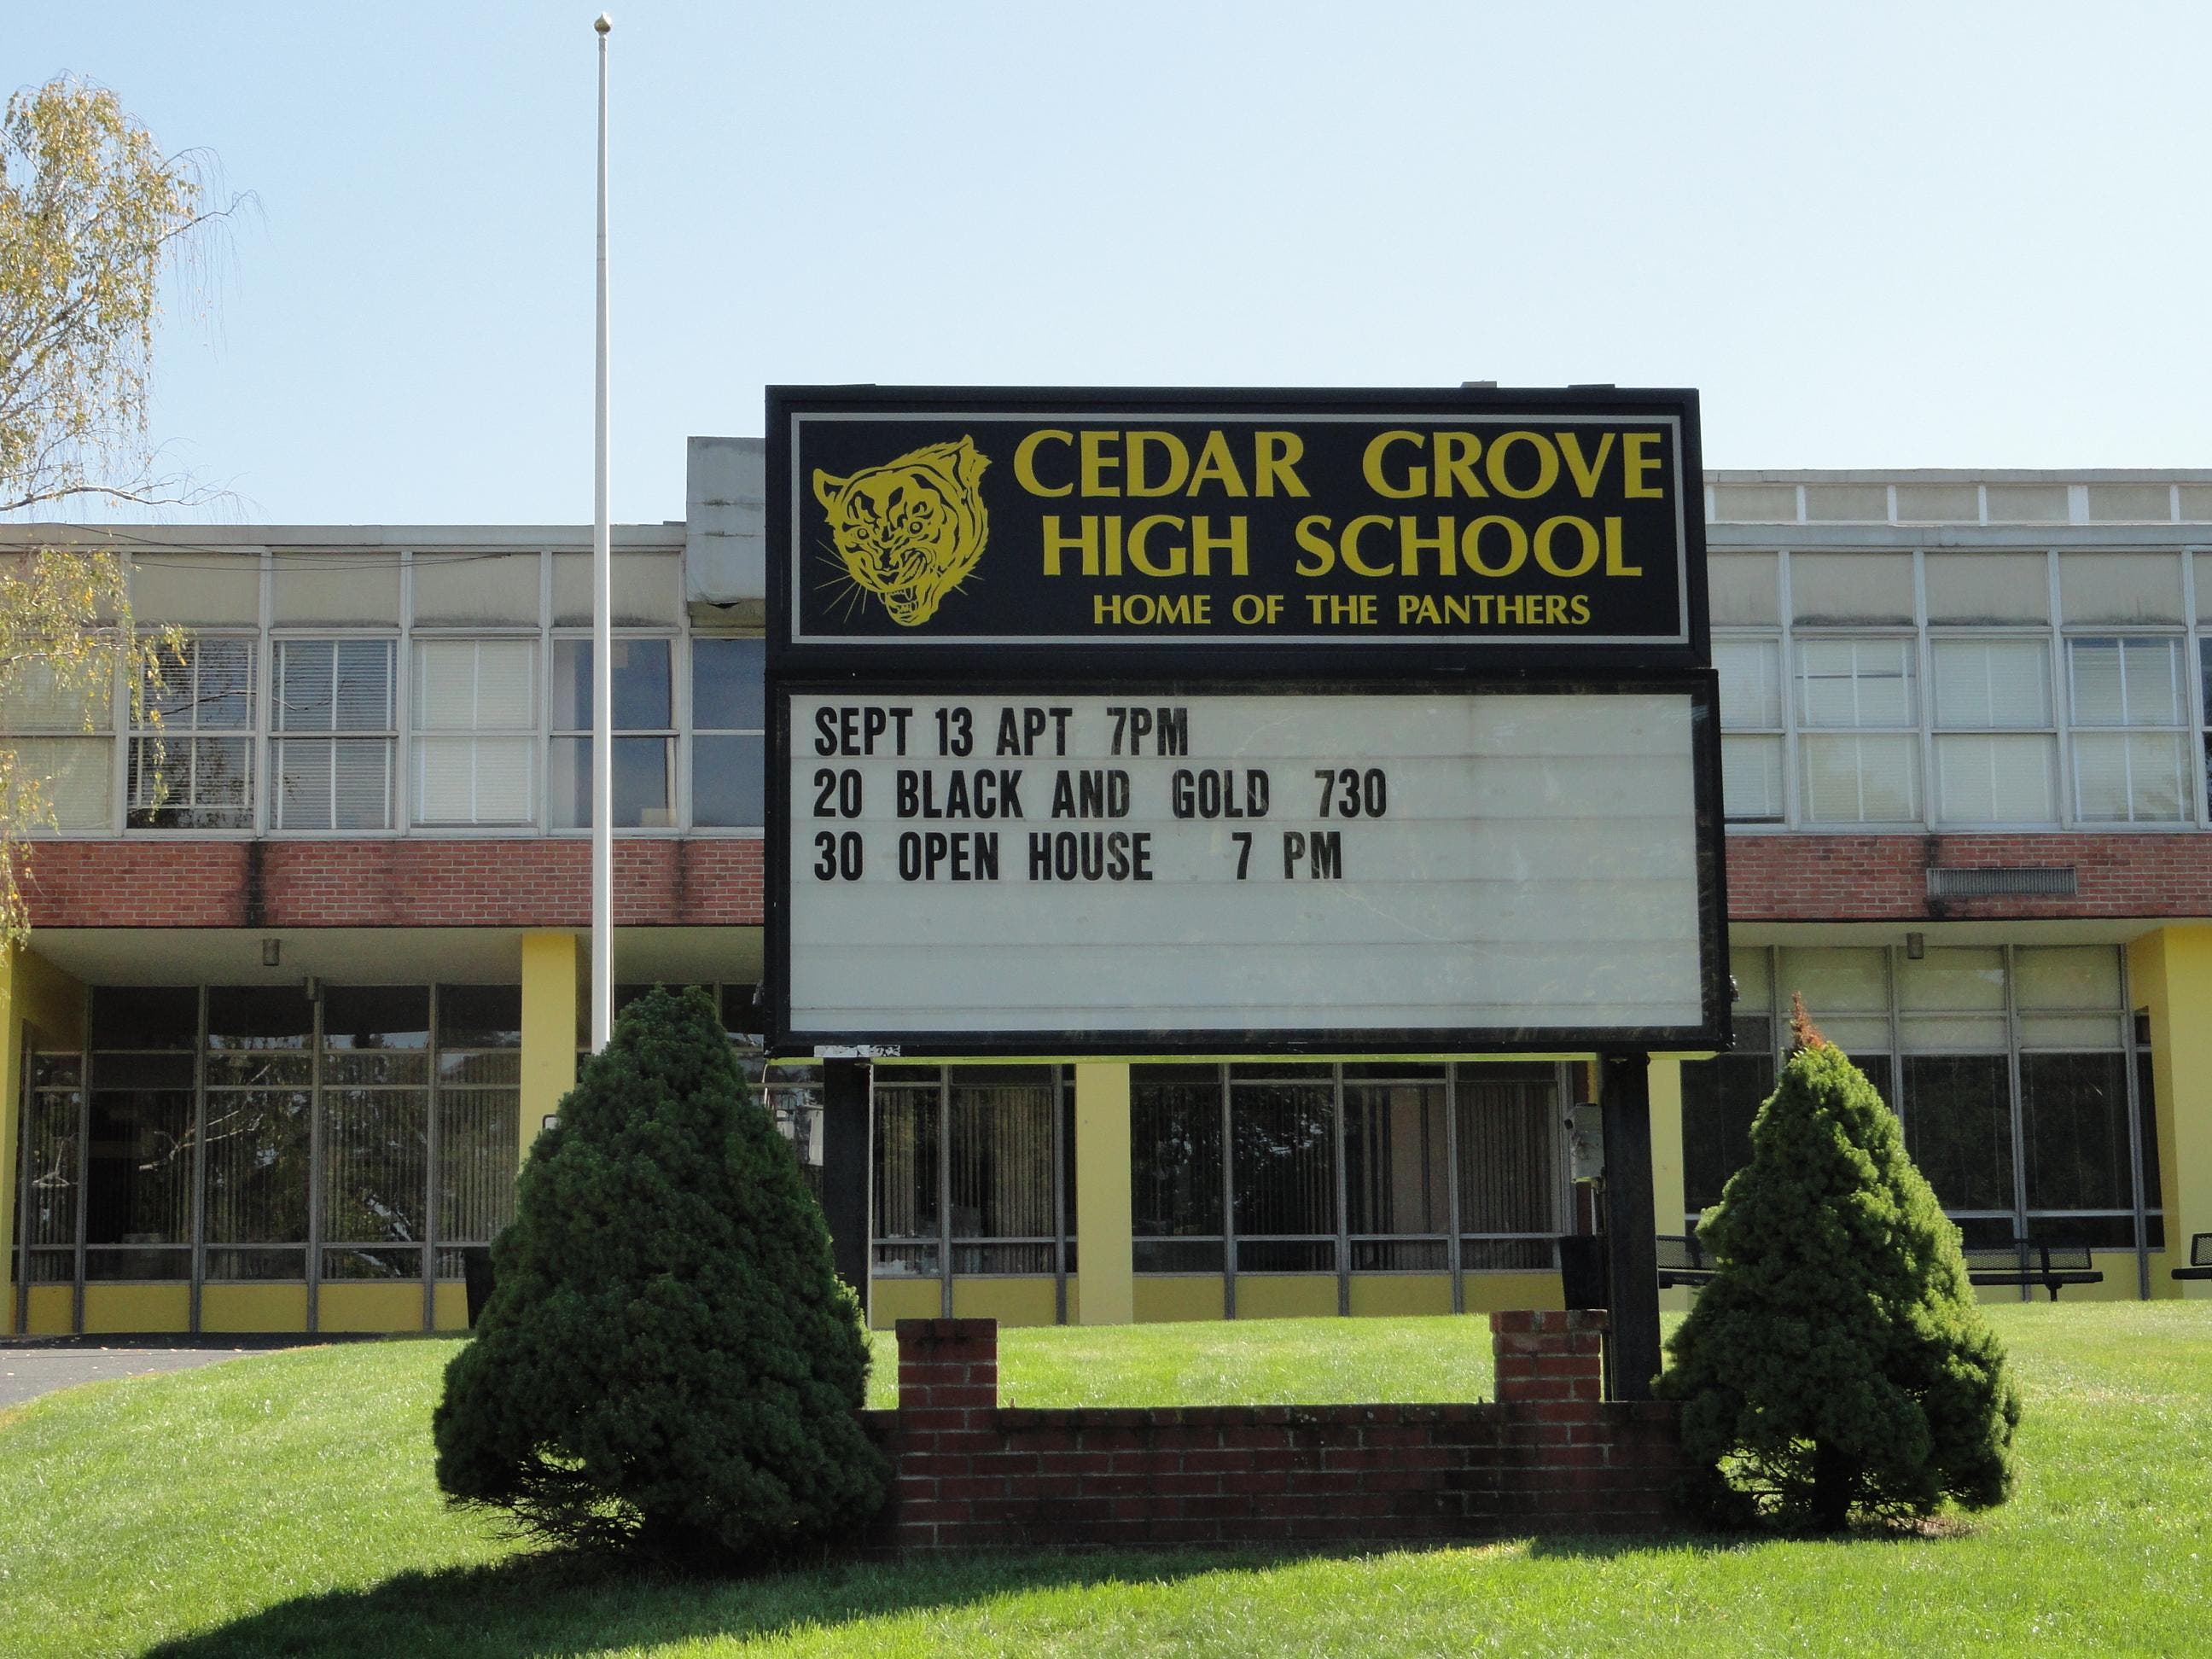 CEDAR GROVE
HIGH SCHOOL
HOME OF THE PANTHERS
SEPT 13 APT 7PM
20 BLACK AND GOLD 730
30 OPEN HOUSE 7 PM